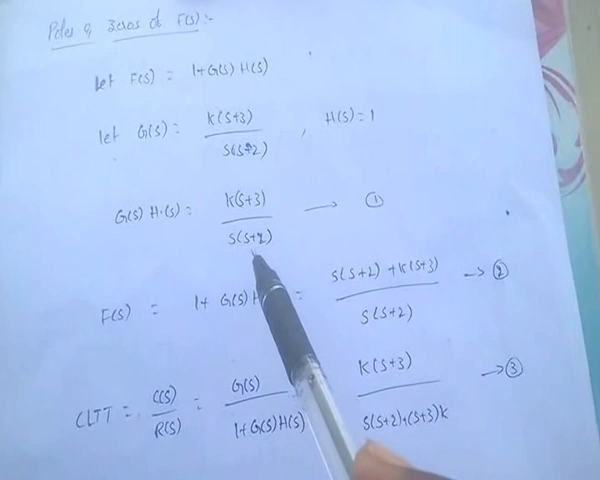 Poles & Zeros of F(s) :-
let F(s) = 1+G(s) H(s)
let G(s) = K(s+3) / s(s+2) , H(s)=1
G(s) H(s) = K(s+3) / s(s+2) → ①
F(s) = 1+ G(s) H = s(s+2) + K(s+3) / s(s+2) → ②
CLTT = C(s) / R(s) = G(s) / 1+G(s)H(s) K(s+3) / s(s+2)+(s+3)K → ③